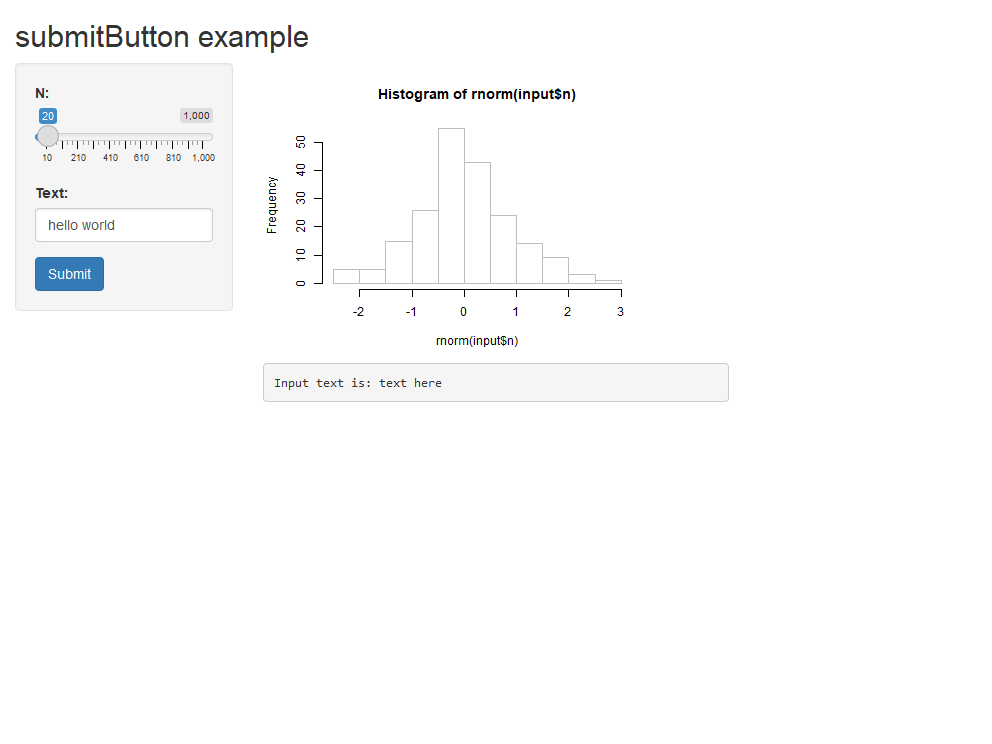 submitButton example
N:
20 1,000
10 210 410 610 810 1,000
Text:
hello world
Submit
Histogram of rnorm(input$n)
Frequency
50
40
30
20
10
0
-2 -1 0 1 2 3
rnorm(input$n)
Input text is: text here